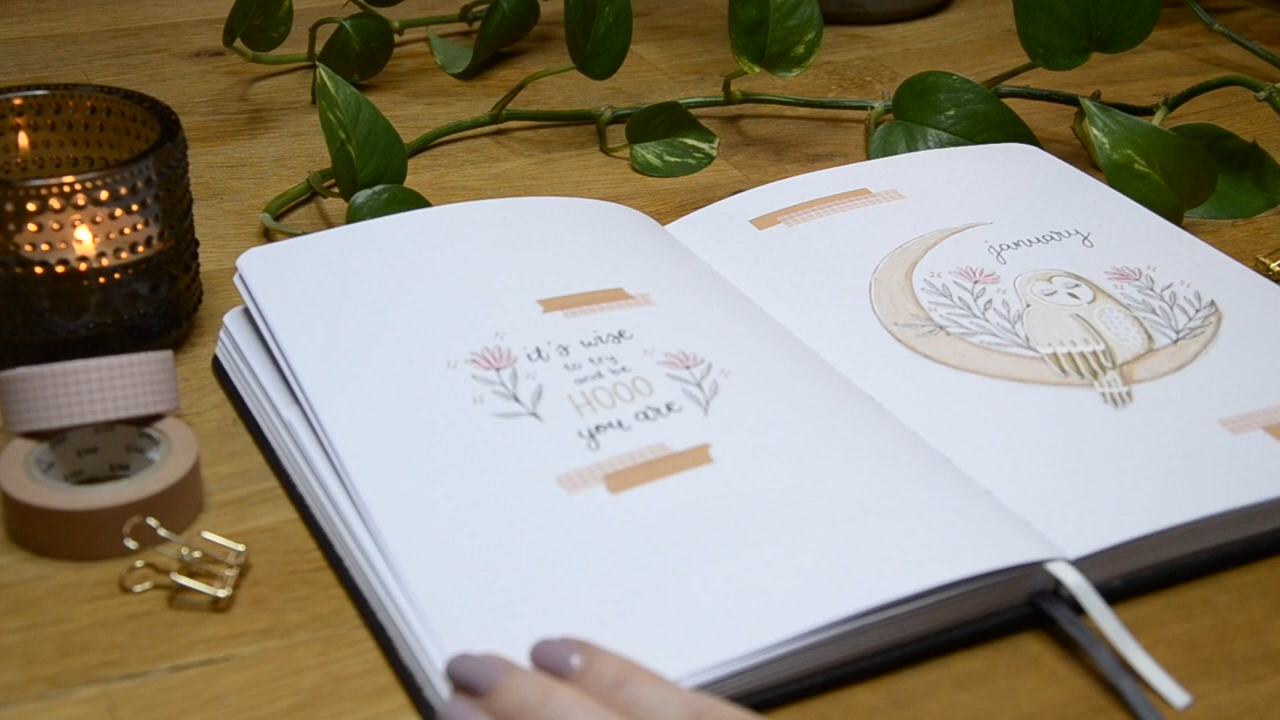 it's wise
to try
and be
HOOO
you are
january